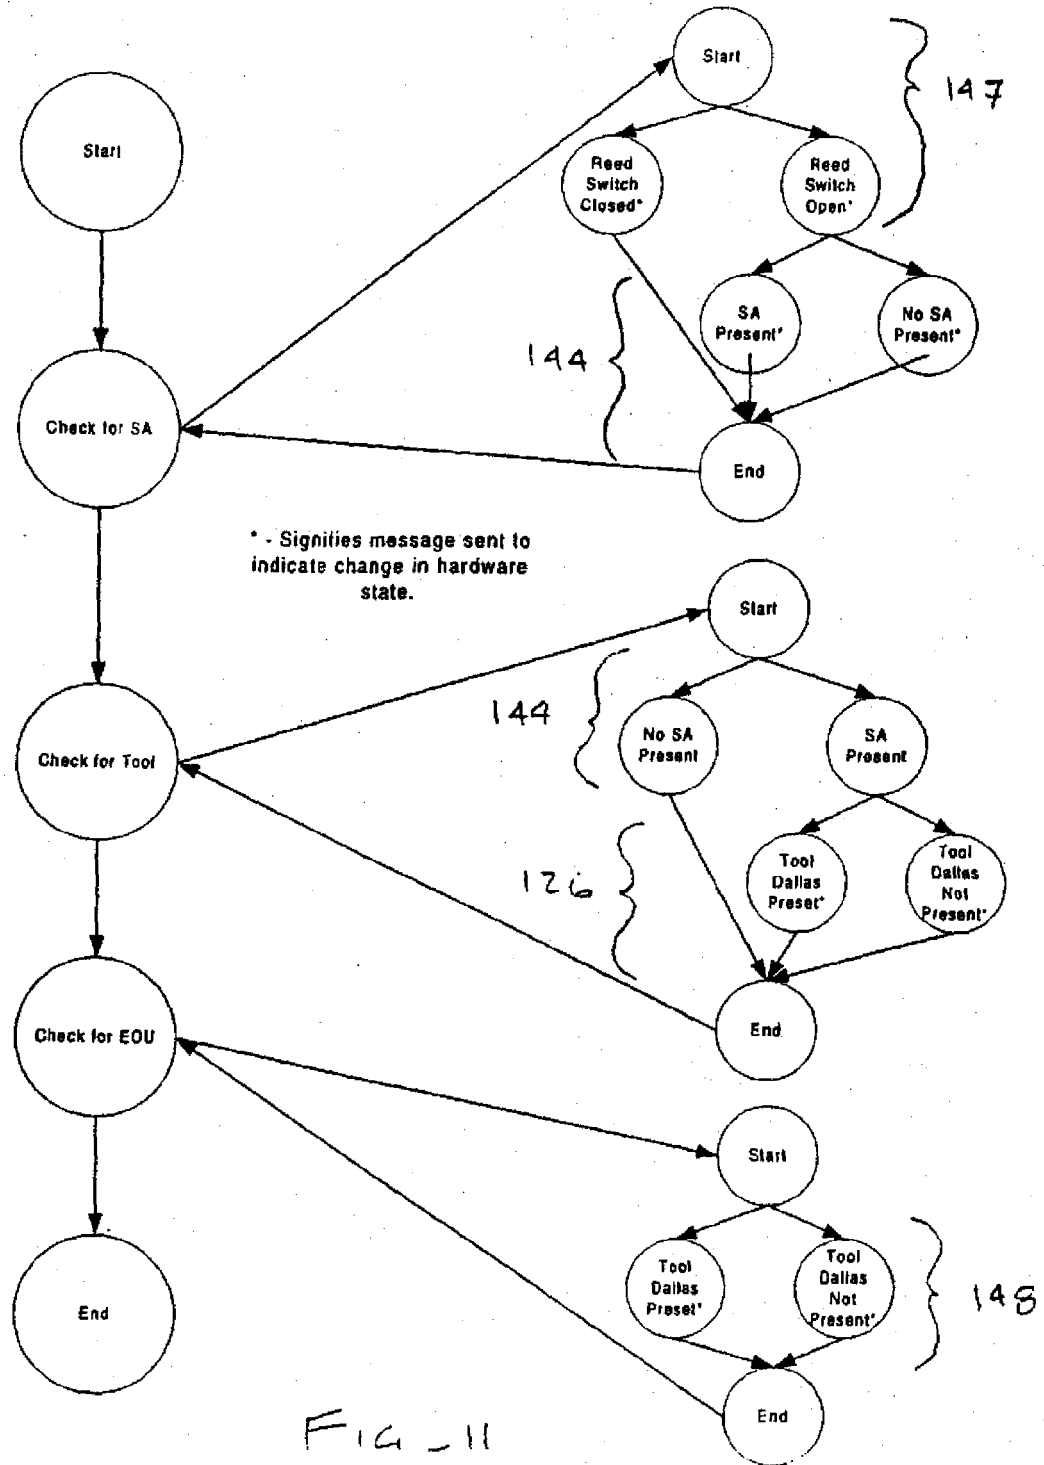 Start
147
Start
Reed
Switch
Closed*
Reed
Switch
Open*
SA
Present*
No SA
Present*
144
Check for SA
End
* - Signifies message sent to
indicate change in hardware
state.
Start
144
No SA
Present
SA
Present
Check for Tool
126
Tool
Dallas
Preset*
Tool
Dallas
Not
Present*
End
Check for EOU
Start
Tool
Dallas
Preset*
Tool
Dallas
Not
Present*
148
End
End
FIG_11